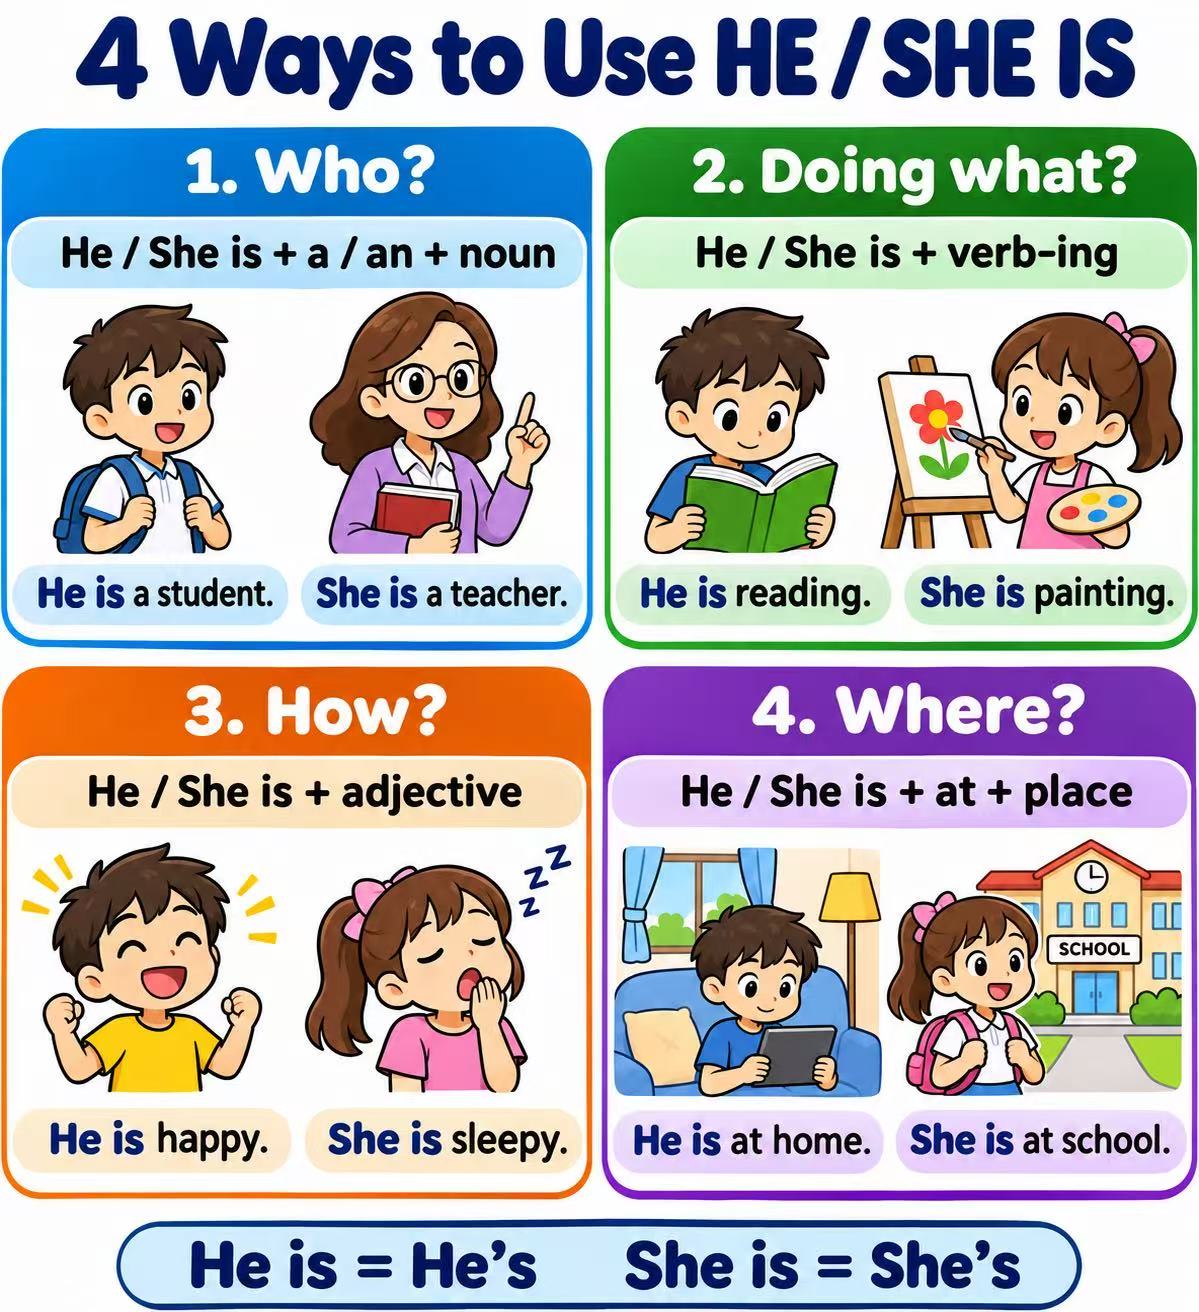 4 Ways to Use HE / SHE IS
1. Who?
He / She is + a / an + noun
He is a student.
She is a teacher.
2. Doing what?
He / She is + verb-ing
He is reading.
She is painting.
3. How?
He / She is + adjective
z z z
He is happy.
She is sleepy.
4. Where?
He / She is + at + place
SCHOOL
He is at home.
She is at school.
He is = He's
She is = She's